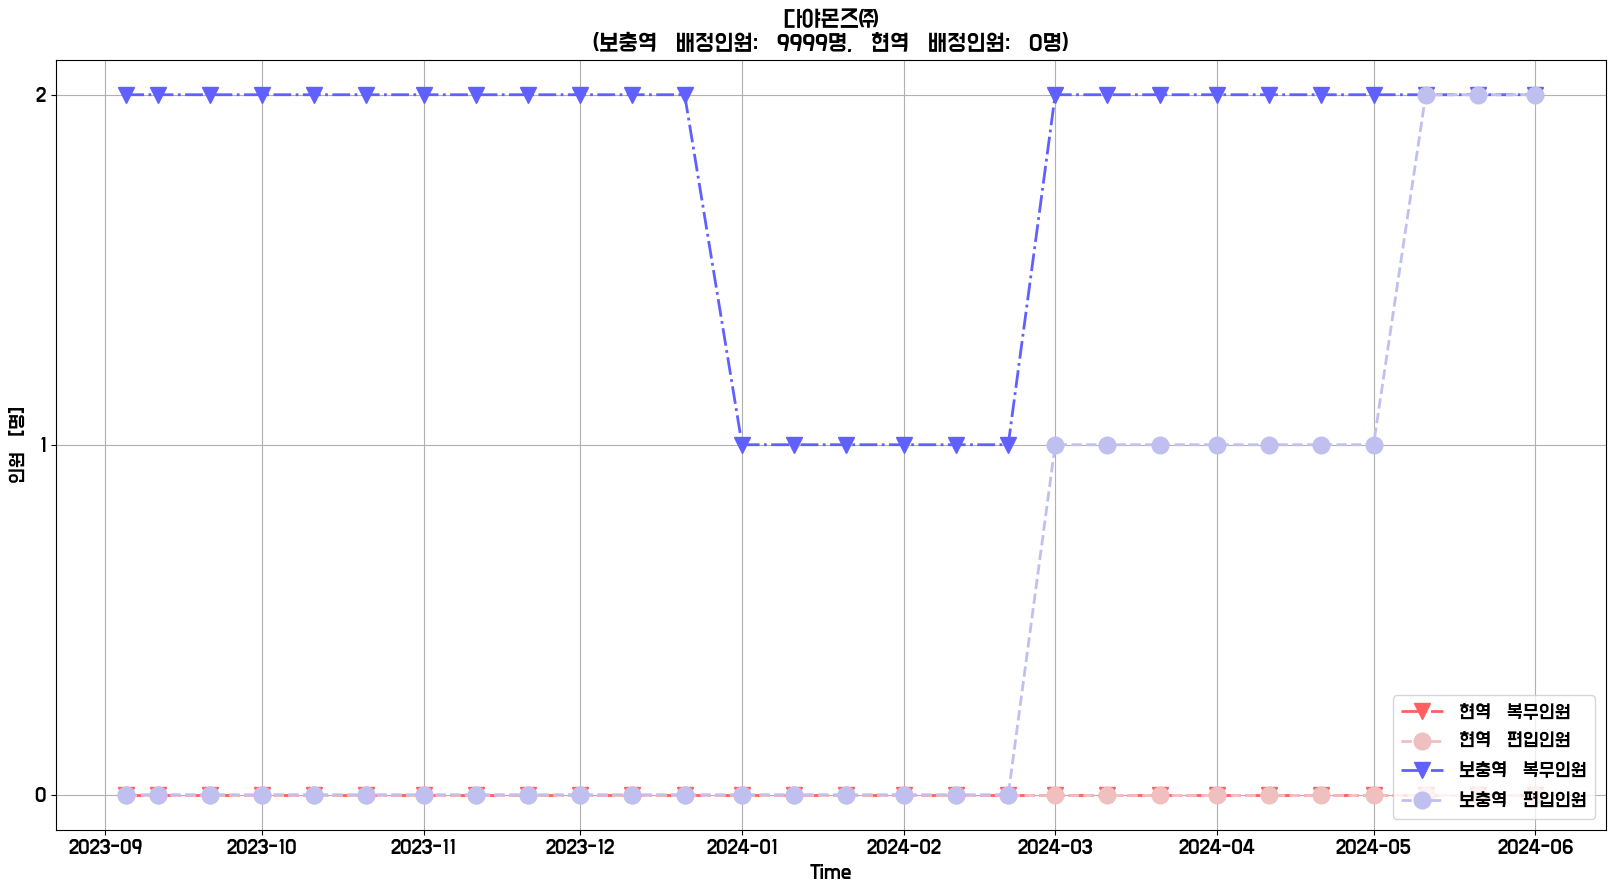 다야몬즈㈜
(보충역 배정인원: 9999명, 현역 배정인원: 0명)
인원 [명]
2
1
0
현역 복무인원
현역 편입인원
보충역 복무인원
보충역 편입인원
2023-09 2023-10 2023-11 2023-12 2024-01 2024-02 2024-03 2024-04 2024-05 2024-06
Time